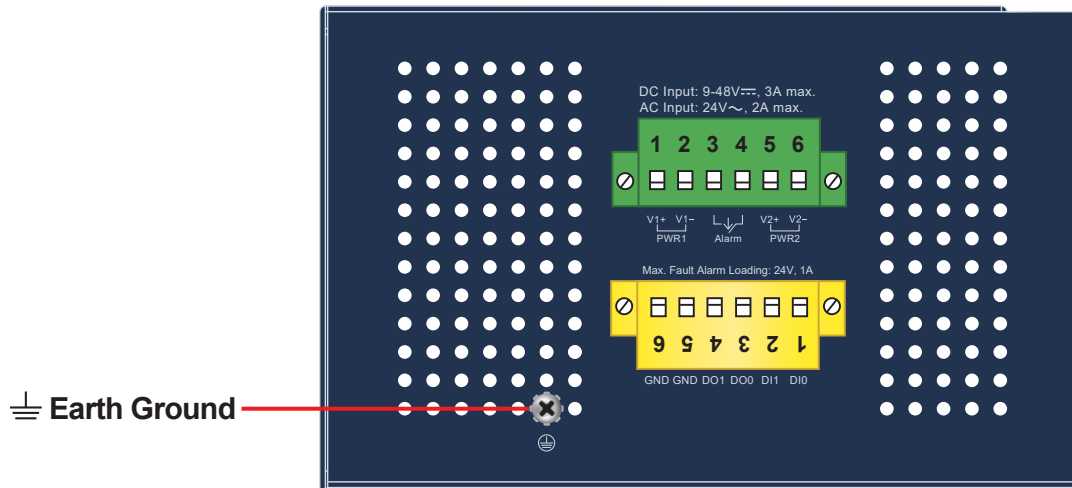 DC Input: 9-48V⎓, 3A max.
AC Input: 24V~, 2A max.
1 2 3 4 5 6
V1+ V1– V2+ V2–
PWR1 Alarm PWR2
Max. Fault Alarm Loading: 24V, 1A
6 5 4 3 2 1
GND GND DO1 DO0 DI1 DI0
Earth Ground